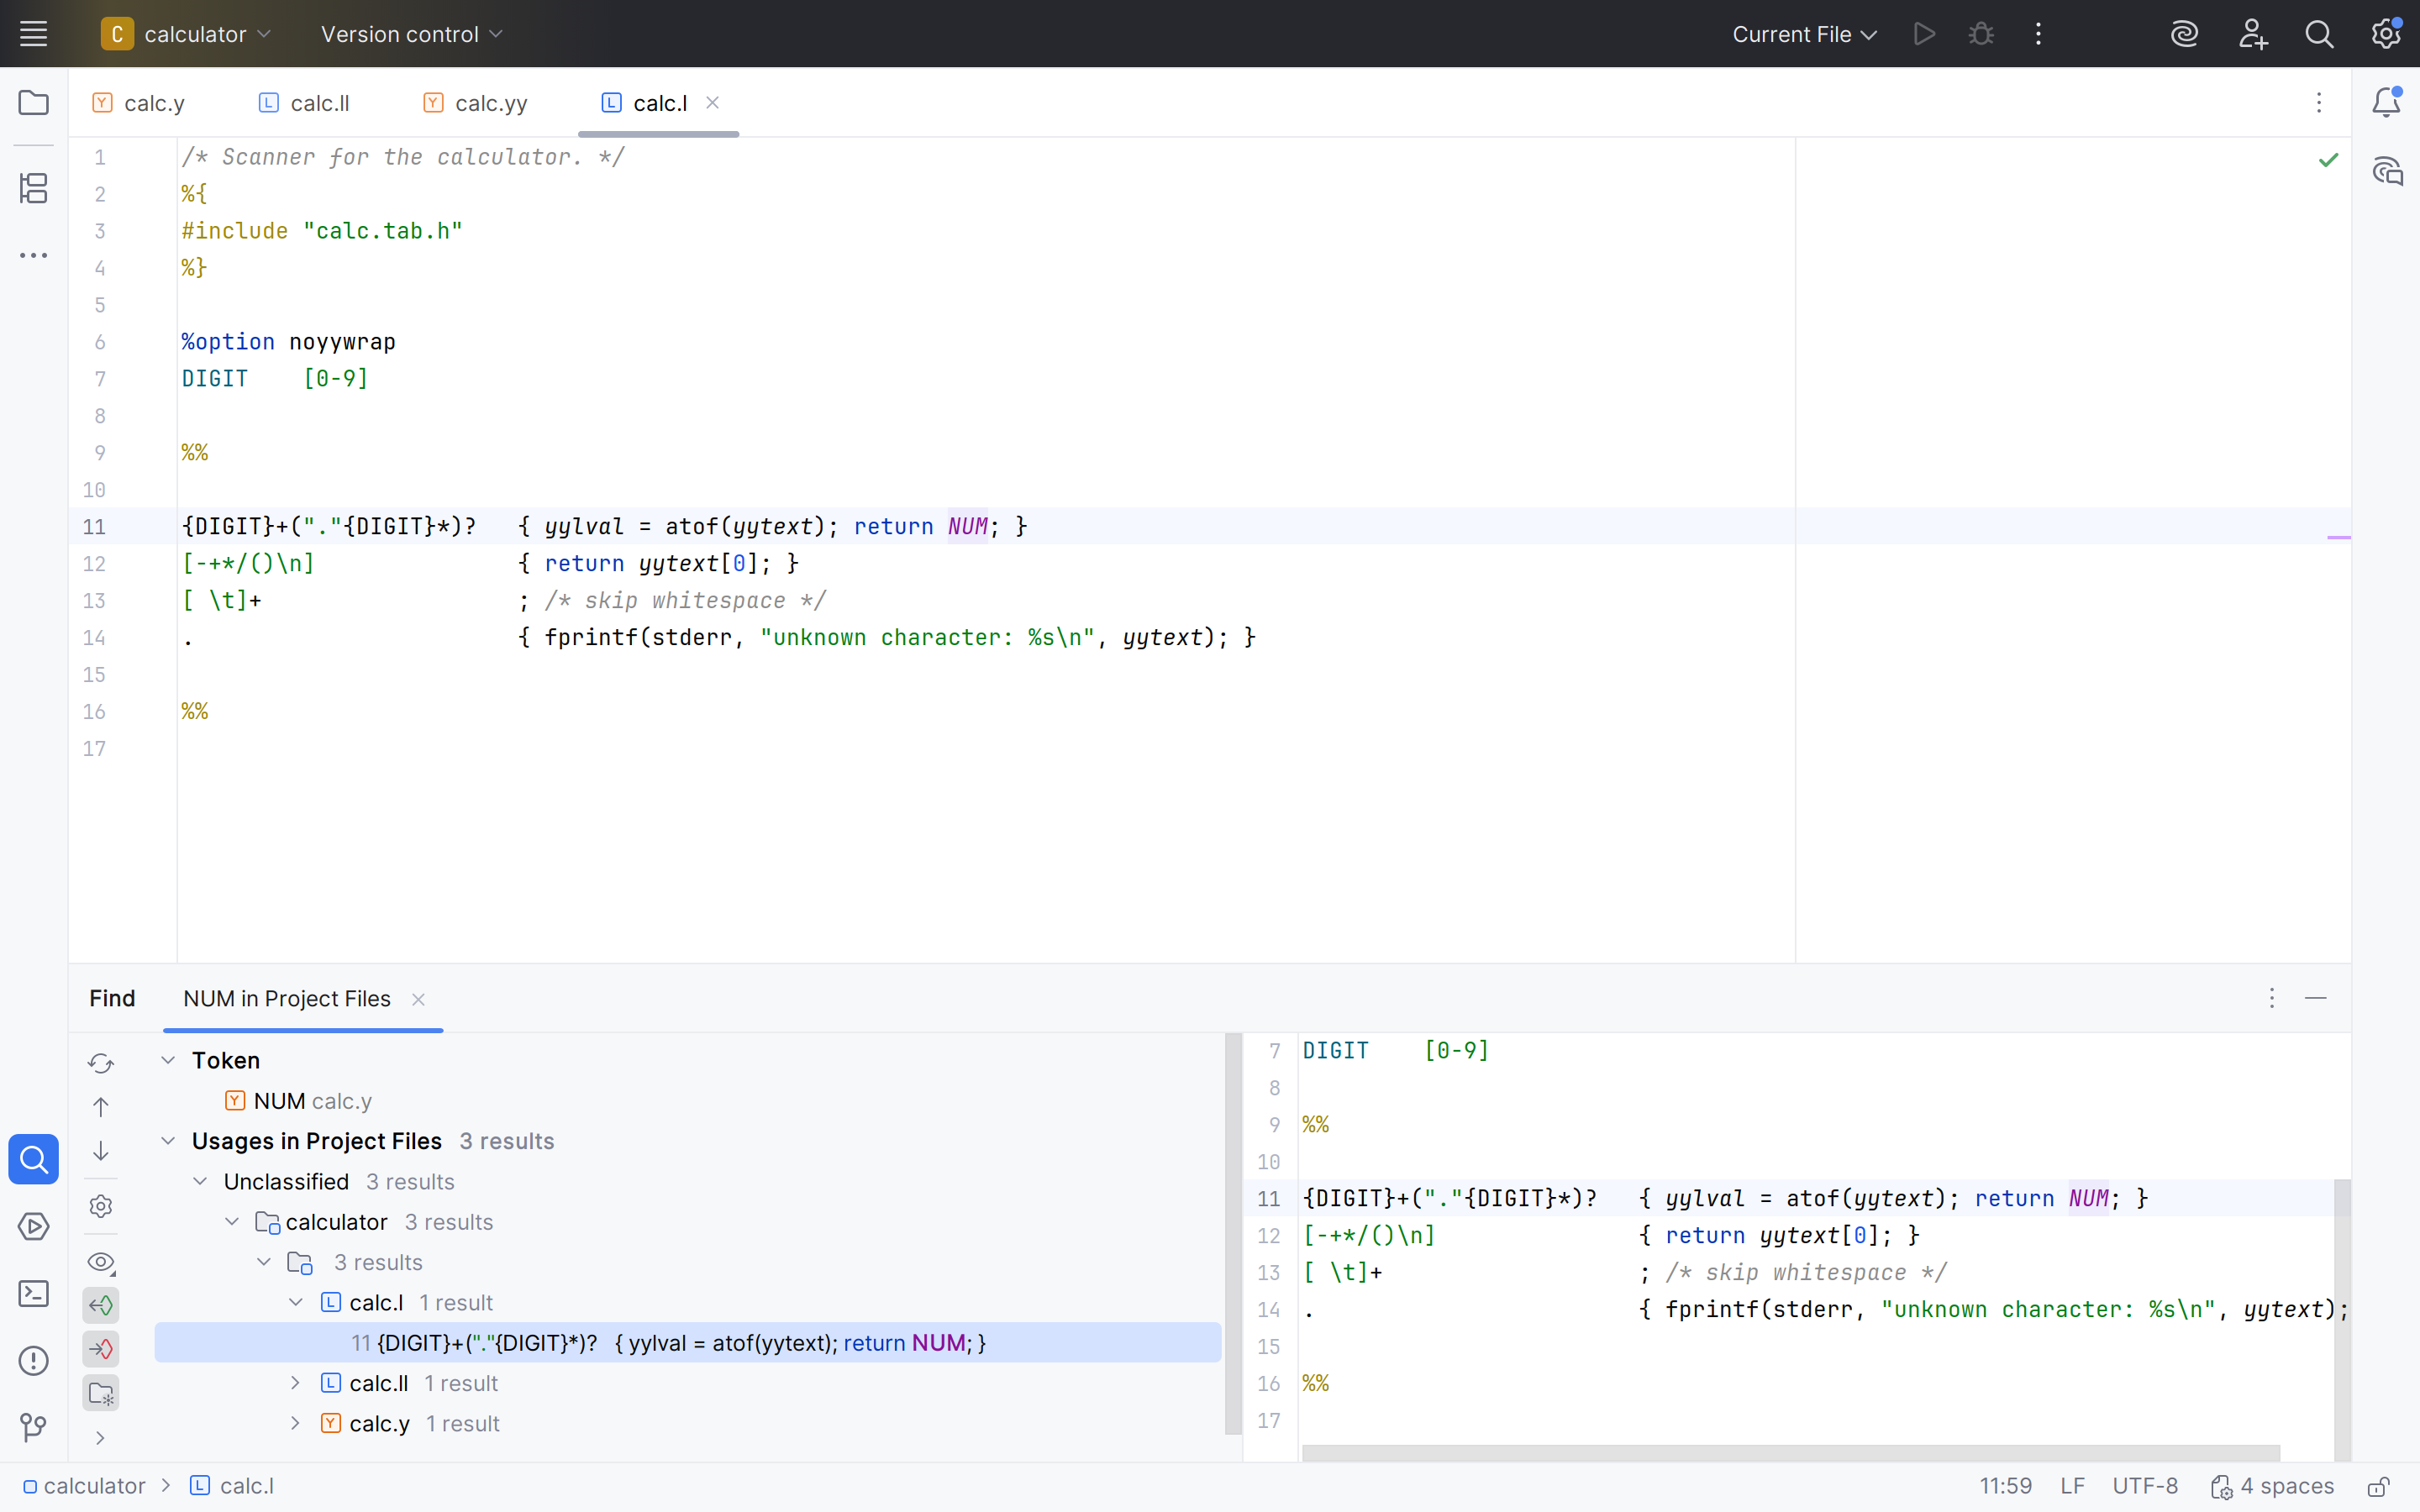 C calculator Version control Current File
Y calc.y L calc.ll Y calc.yy L calc.l
1 /* Scanner for the calculator. */
2 %{
3 #include "calc.tab.h"
4 %}
5
6 %option noyywrap
7 DIGIT    [0-9]
8
9 %%
10
11 {DIGIT}+("."{DIGIT}*)?   { yylval = atof(yytext); return NUM; }
12 [-+*/()\n]               { return yytext[0]; }
13 [ \t]+                   ; /* skip whitespace */
14 .                        { fprintf(stderr, "unknown character: %s\n", yytext); }
15
16 %%
17
Find NUM in Project Files
Token
Y NUM calc.y
Usages in Project Files 3 results
Unclassified 3 results
calculator 3 results
3 results
L calc.l 1 result
11 {DIGIT}+("."{DIGIT}*)?   { yylval = atof(yytext); return NUM; }
L calc.ll 1 result
Y calc.y 1 result
7 DIGIT    [0-9]
8
9 %%
10
11 {DIGIT}+("."{DIGIT}*)?   { yylval = atof(yytext); return NUM; }
12 [-+*/()\n]               { return yytext[0]; }
13 [ \t]+                   ; /* skip whitespace */
14 .                        { fprintf(stderr, "unknown character: %s\n", yytext);
15
16 %%
17
calculator L calc.l 11:59 LF UTF-8 4 spaces